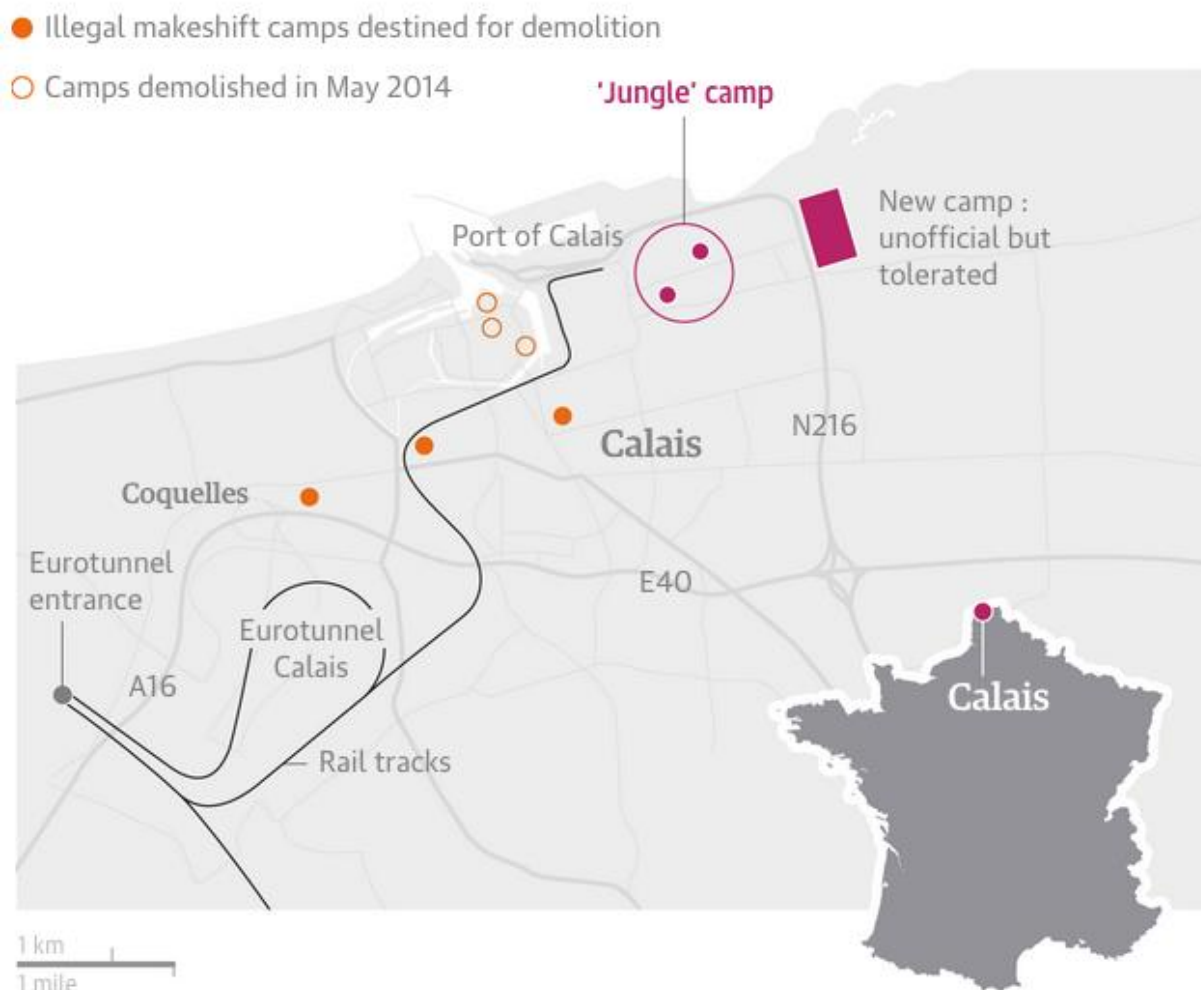 Illegal makeshift camps destined for demolition
Camps demolished in May 2014
'Jungle' camp
New camp :
unofficial but
tolerated
Port of Calais
Calais
N216
Coquelles
Eurotunnel
entrance
E40
Eurotunnel
Calais
A16
Calais
Rail tracks
1 km
1 mile